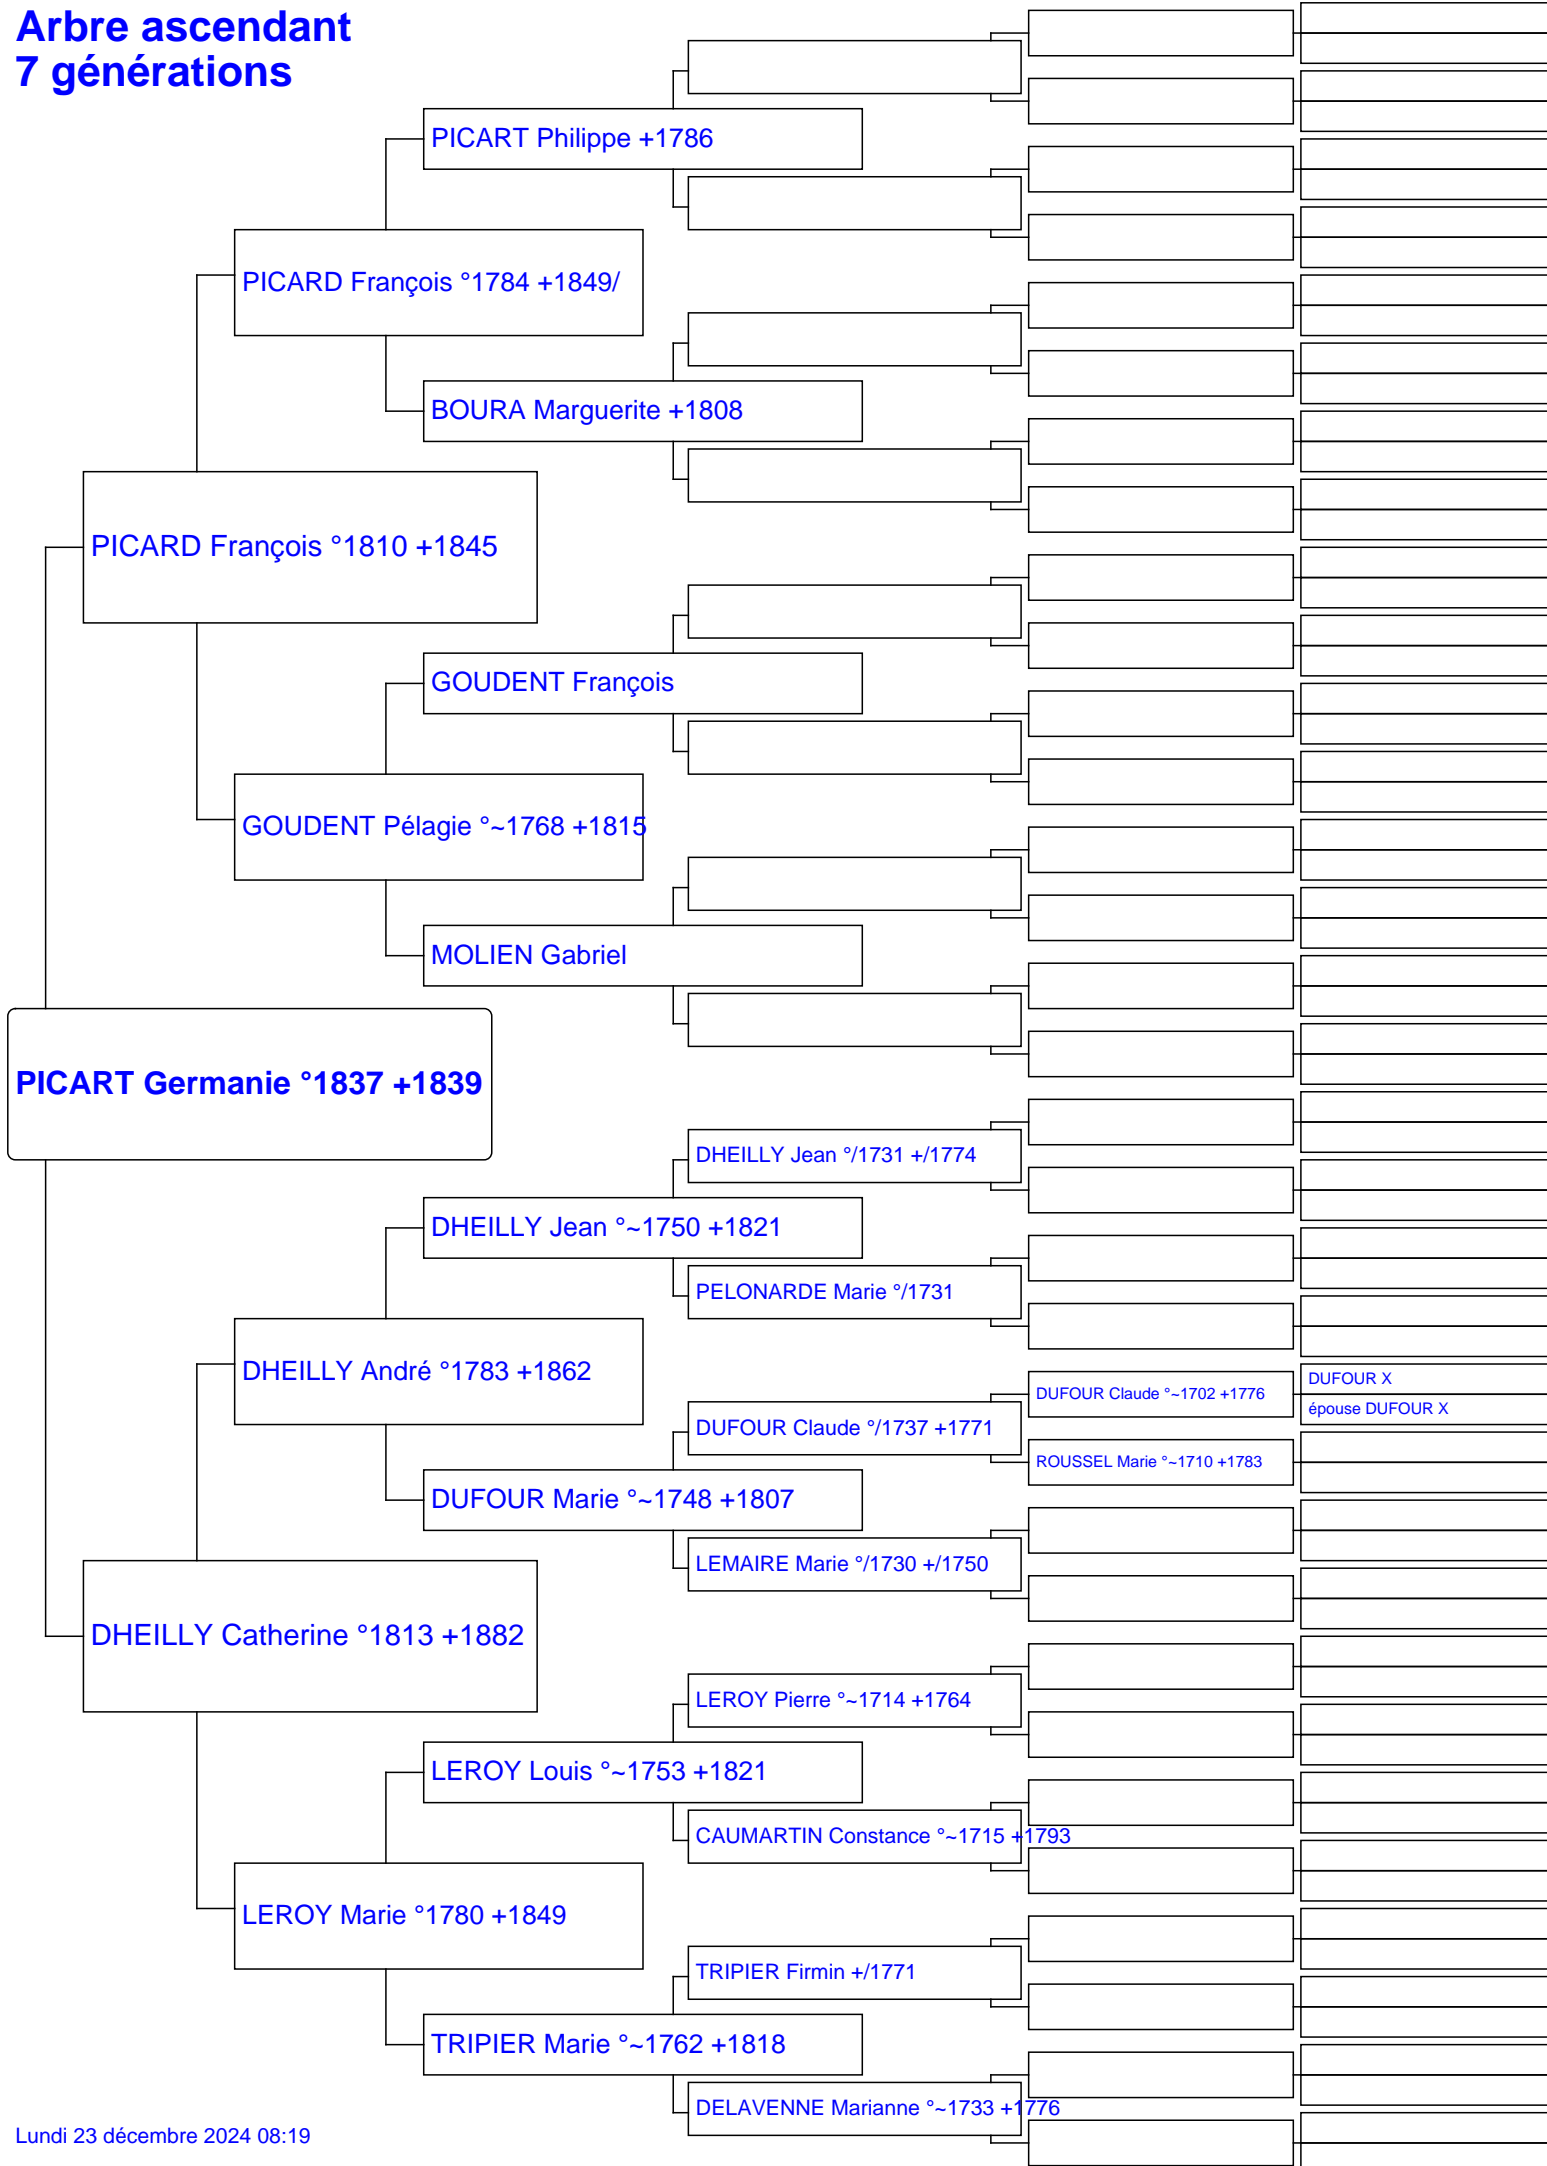 Arbre ascendant
7 générations
PICART Philippe +1786
PICARD François °1784 +1849/
BOURA Marguerite +1808
PICARD François °1810 +1845
GOUDENT François
GOUDENT Pélagie °~1768 +1815
MOLIEN Gabriel
PICART Germanie °1837 +1839
DHEILLY Jean °/1731 +/1774
DHEILLY Jean °~1750 +1821
PELONARDE Marie °/1731
DHEILLY André °1783 +1862
DUFOUR X
DUFOUR Claude °~1702 +1776
épouse DUFOUR X
DUFOUR Claude °/1737 +1771
ROUSSEL Marie °~1710 +1783
DUFOUR Marie °~1748 +1807
LEMAIRE Marie °/1730 +/1750
DHEILLY Catherine °1813 +1882
LEROY Pierre °~1714 +1764
LEROY Louis °~1753 +1821
CAUMARTIN Constance °~1715 +1793
LEROY Marie °1780 +1849
TRIPIER Firmin +/1771
TRIPIER Marie °~1762 +1818
DELAVENNE Marianne °~1733 +1776
Lundi 23 décembre 2024 08:19